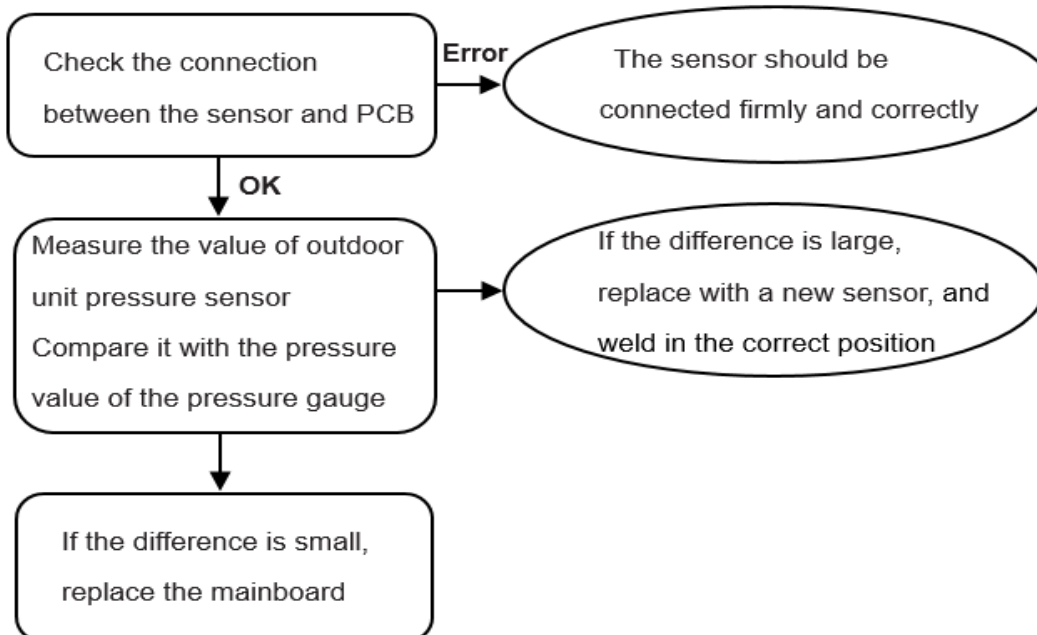 Check the connection
between the sensor and PCB
Error
The sensor should be
connected firmly and correctly
OK
Measure the value of outdoor
unit pressure sensor
Compare it with the pressure
value of the pressure gauge
If the difference is large,
replace with a new sensor, and
weld in the correct position
If the difference is small,
replace the mainboard